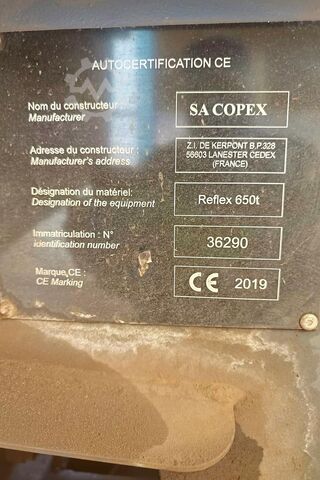 AUTOCERTIFICATION CE
Nom du constructeur :
Manufacturer
SA COPEX
Adresse du constructeur :
Manufacturer's address
Z.I. DE KERPONT B.P.328
56603 LANESTER CEDEX
(FRANCE)
Désignation du matériel:
Designation of the equipment
Reflex 650t
Immatriculation : N°
Identification number
36290
Marque CE :
CE Marking
CE 2019